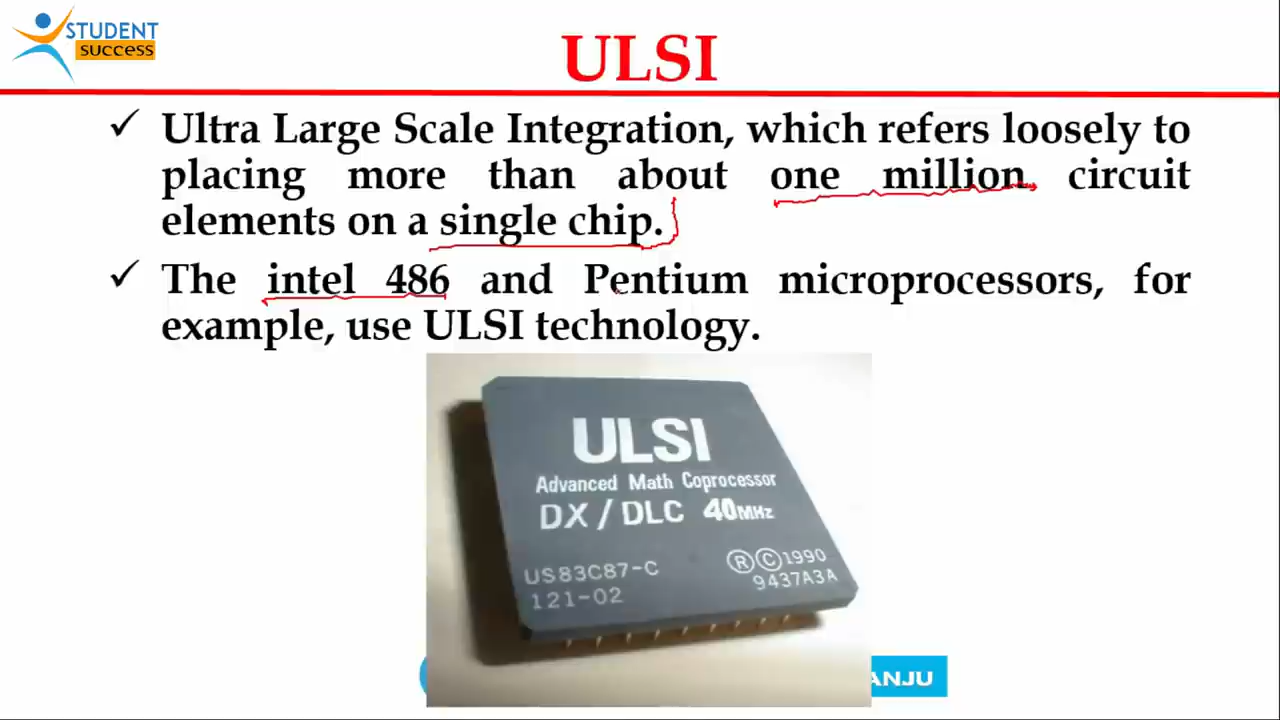 STUDENT
success
ULSI
✓ Ultra Large Scale Integration, which refers loosely to
placing more than about one million circuit
elements on a single chip.
✓ The intel 486 and Pentium microprocessors, for
example, use ULSI technology.
ULSI
Advanced Math Coprocessor
DX / DLC 40MHz
US83C87-C
121-02
®©1990
9437A3A
ANJU